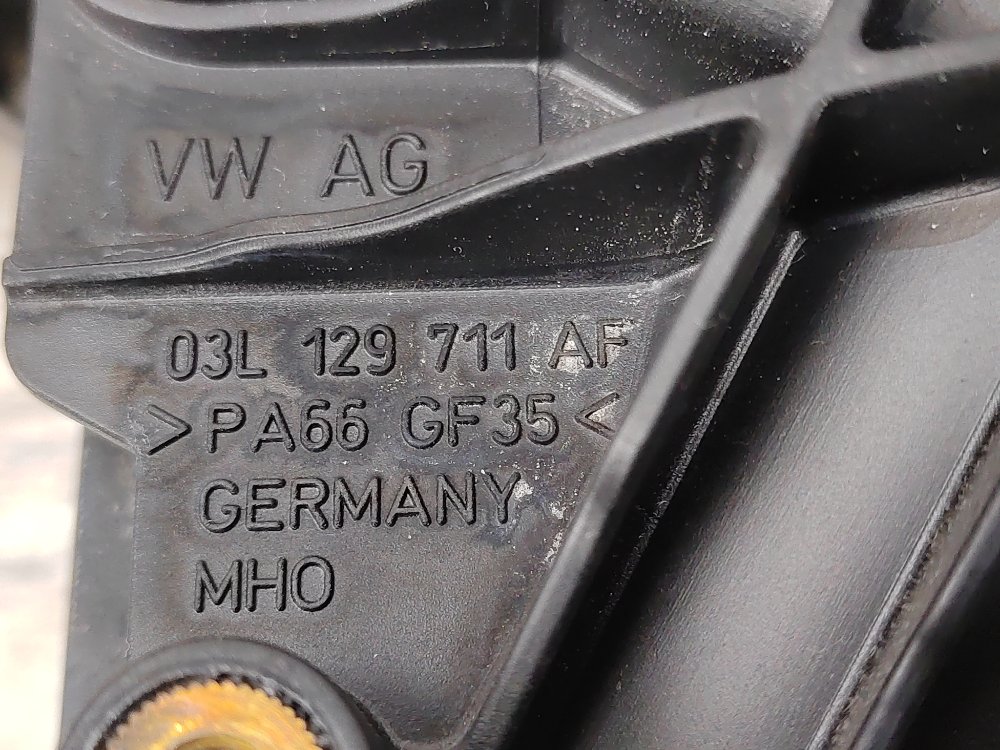 VW AG
03L 129 711 AF
>PA66 GF35<
GERMANY
MHO